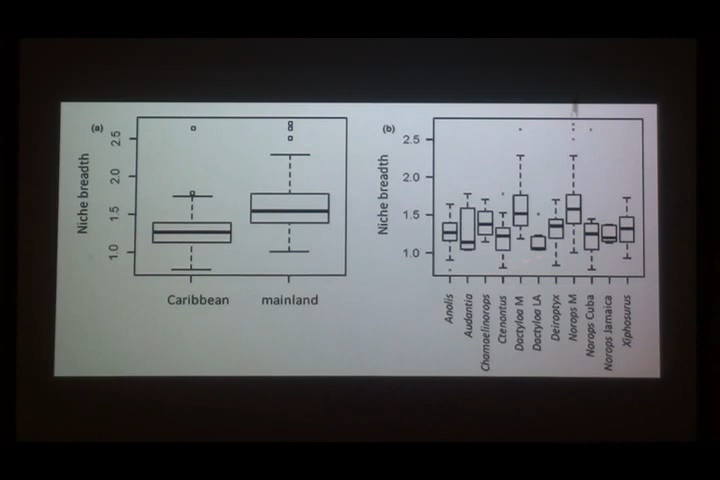 (a)
Niche breadth
2.5
2.0
1.5
1.0
Caribbean
mainland
(b)
Niche breadth
2.5
2.0
1.5
1.0
Anolis
Audantia
Chamaelinorops
Ctenontus
Dactyloa M
Dactyloa LA
Deiroptyx
Norops M
Norops Cuba
Norops Jamaica
Xiphosurus